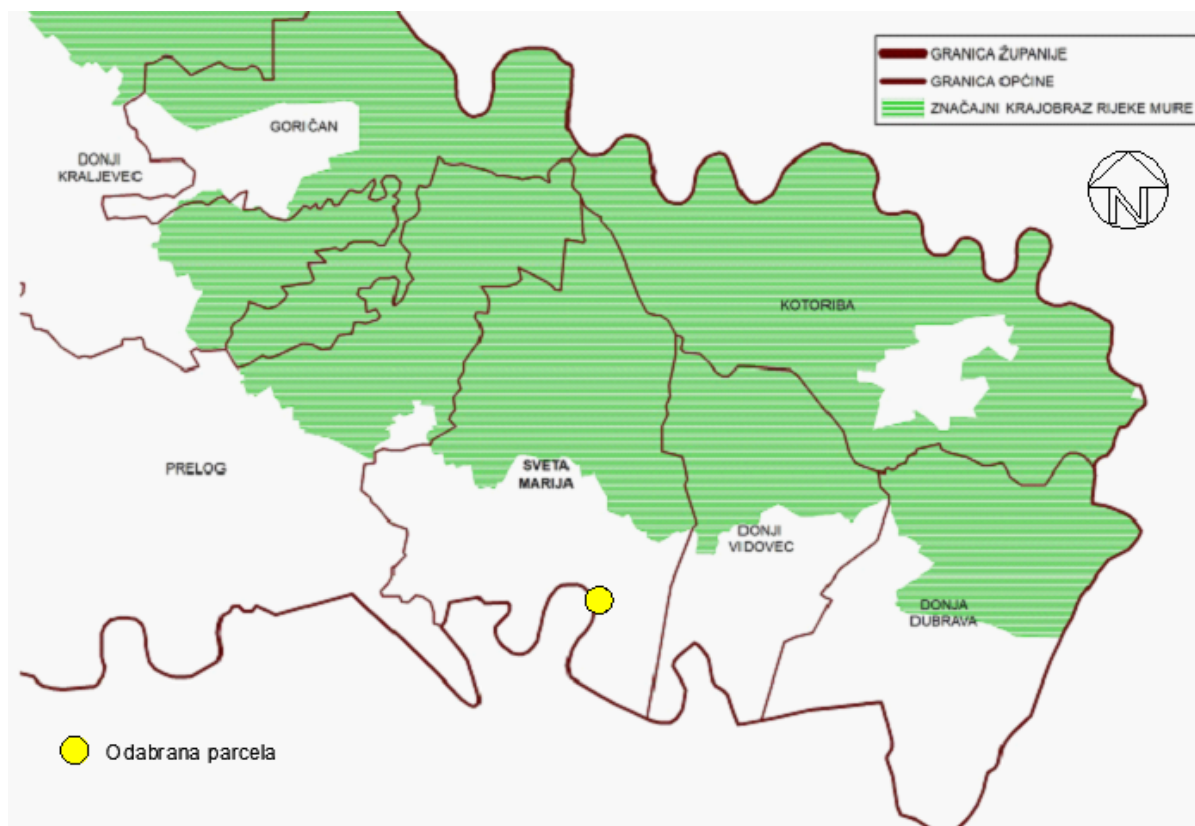 GRANICA ŽUPANIJE
GRANICA OPĆINE
ZNAČAJNI KRAJOBRAZ RIJEKE MUIRE
GORIČAN
DONJI
KRALJEVEC
N
KOTORIBA
PRELOG
SVETA
MARIJA
DONJI
VIDOVEC
DONJA
DUBRAVA
Odabrana parcela